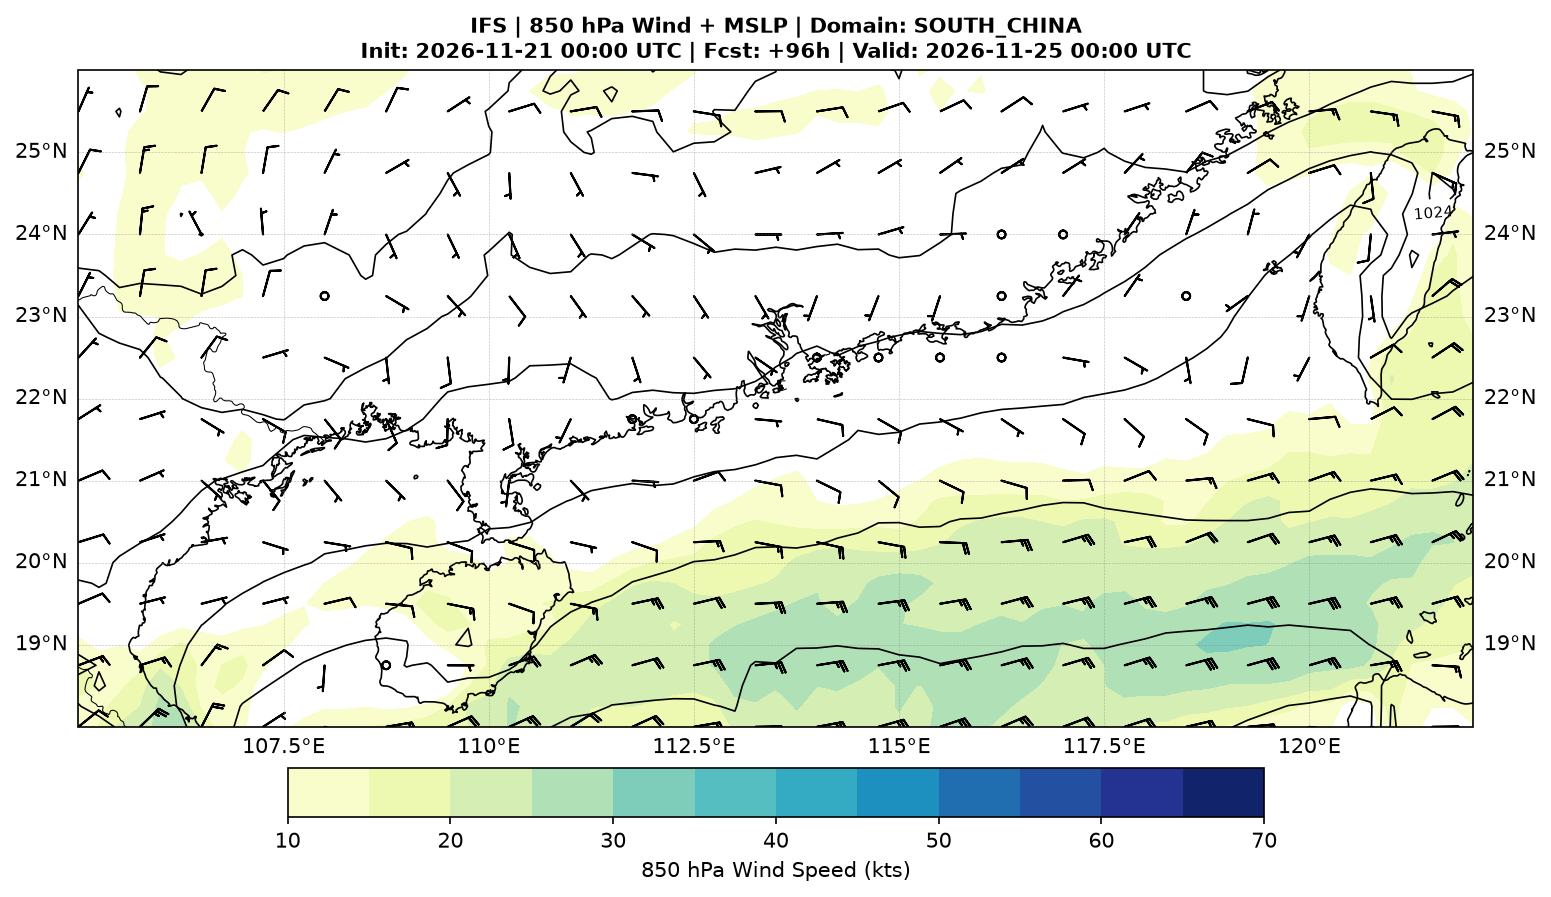 IFS | 850 hPa Wind + MSLP | Domain: SOUTH_CHINA
Init: 2026-11-21 00:00 UTC | Fcst: +96h | Valid: 2026-11-25 00:00 UTC
25°N 25°N
1024
24°N 24°N
23°N 23°N
22°N 22°N
21°N 21°N
20°N 20°N
19°N 19°N
107.5°E 110°E 112.5°E 115°E 117.5°E 120°E
10 20 30 40 50 60 70
850 hPa Wind Speed (kts)